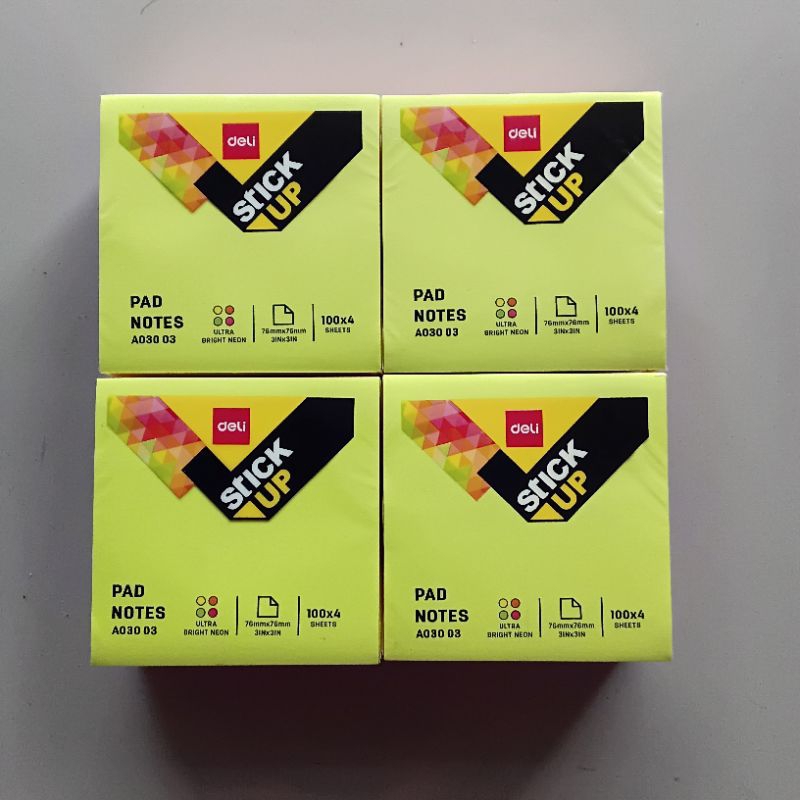 deli
STICK
UP
PAD
NOTES
A030 03
ULTRA
BRIGHT NEON
76mmx76mm
3INx3IN
100x4
SHEETS
deli
STICK
UP
PAD
NOTES
A030 03
ULTRA
BRIGHT NEON
76mmx76mm
3INx3IN
100x4
SHEETS
deli
STICK
UP
PAD
NOTES
A030 03
ULTRA
BRIGHT NEON
76mmx76mm
3INx3IN
100x4
SHEETS
deli
STICK
UP
PAD
NOTES
A030 03
ULTRA
BRIGHT NEON
76mmx76mm
3INx3IN
100x4
SHEETS